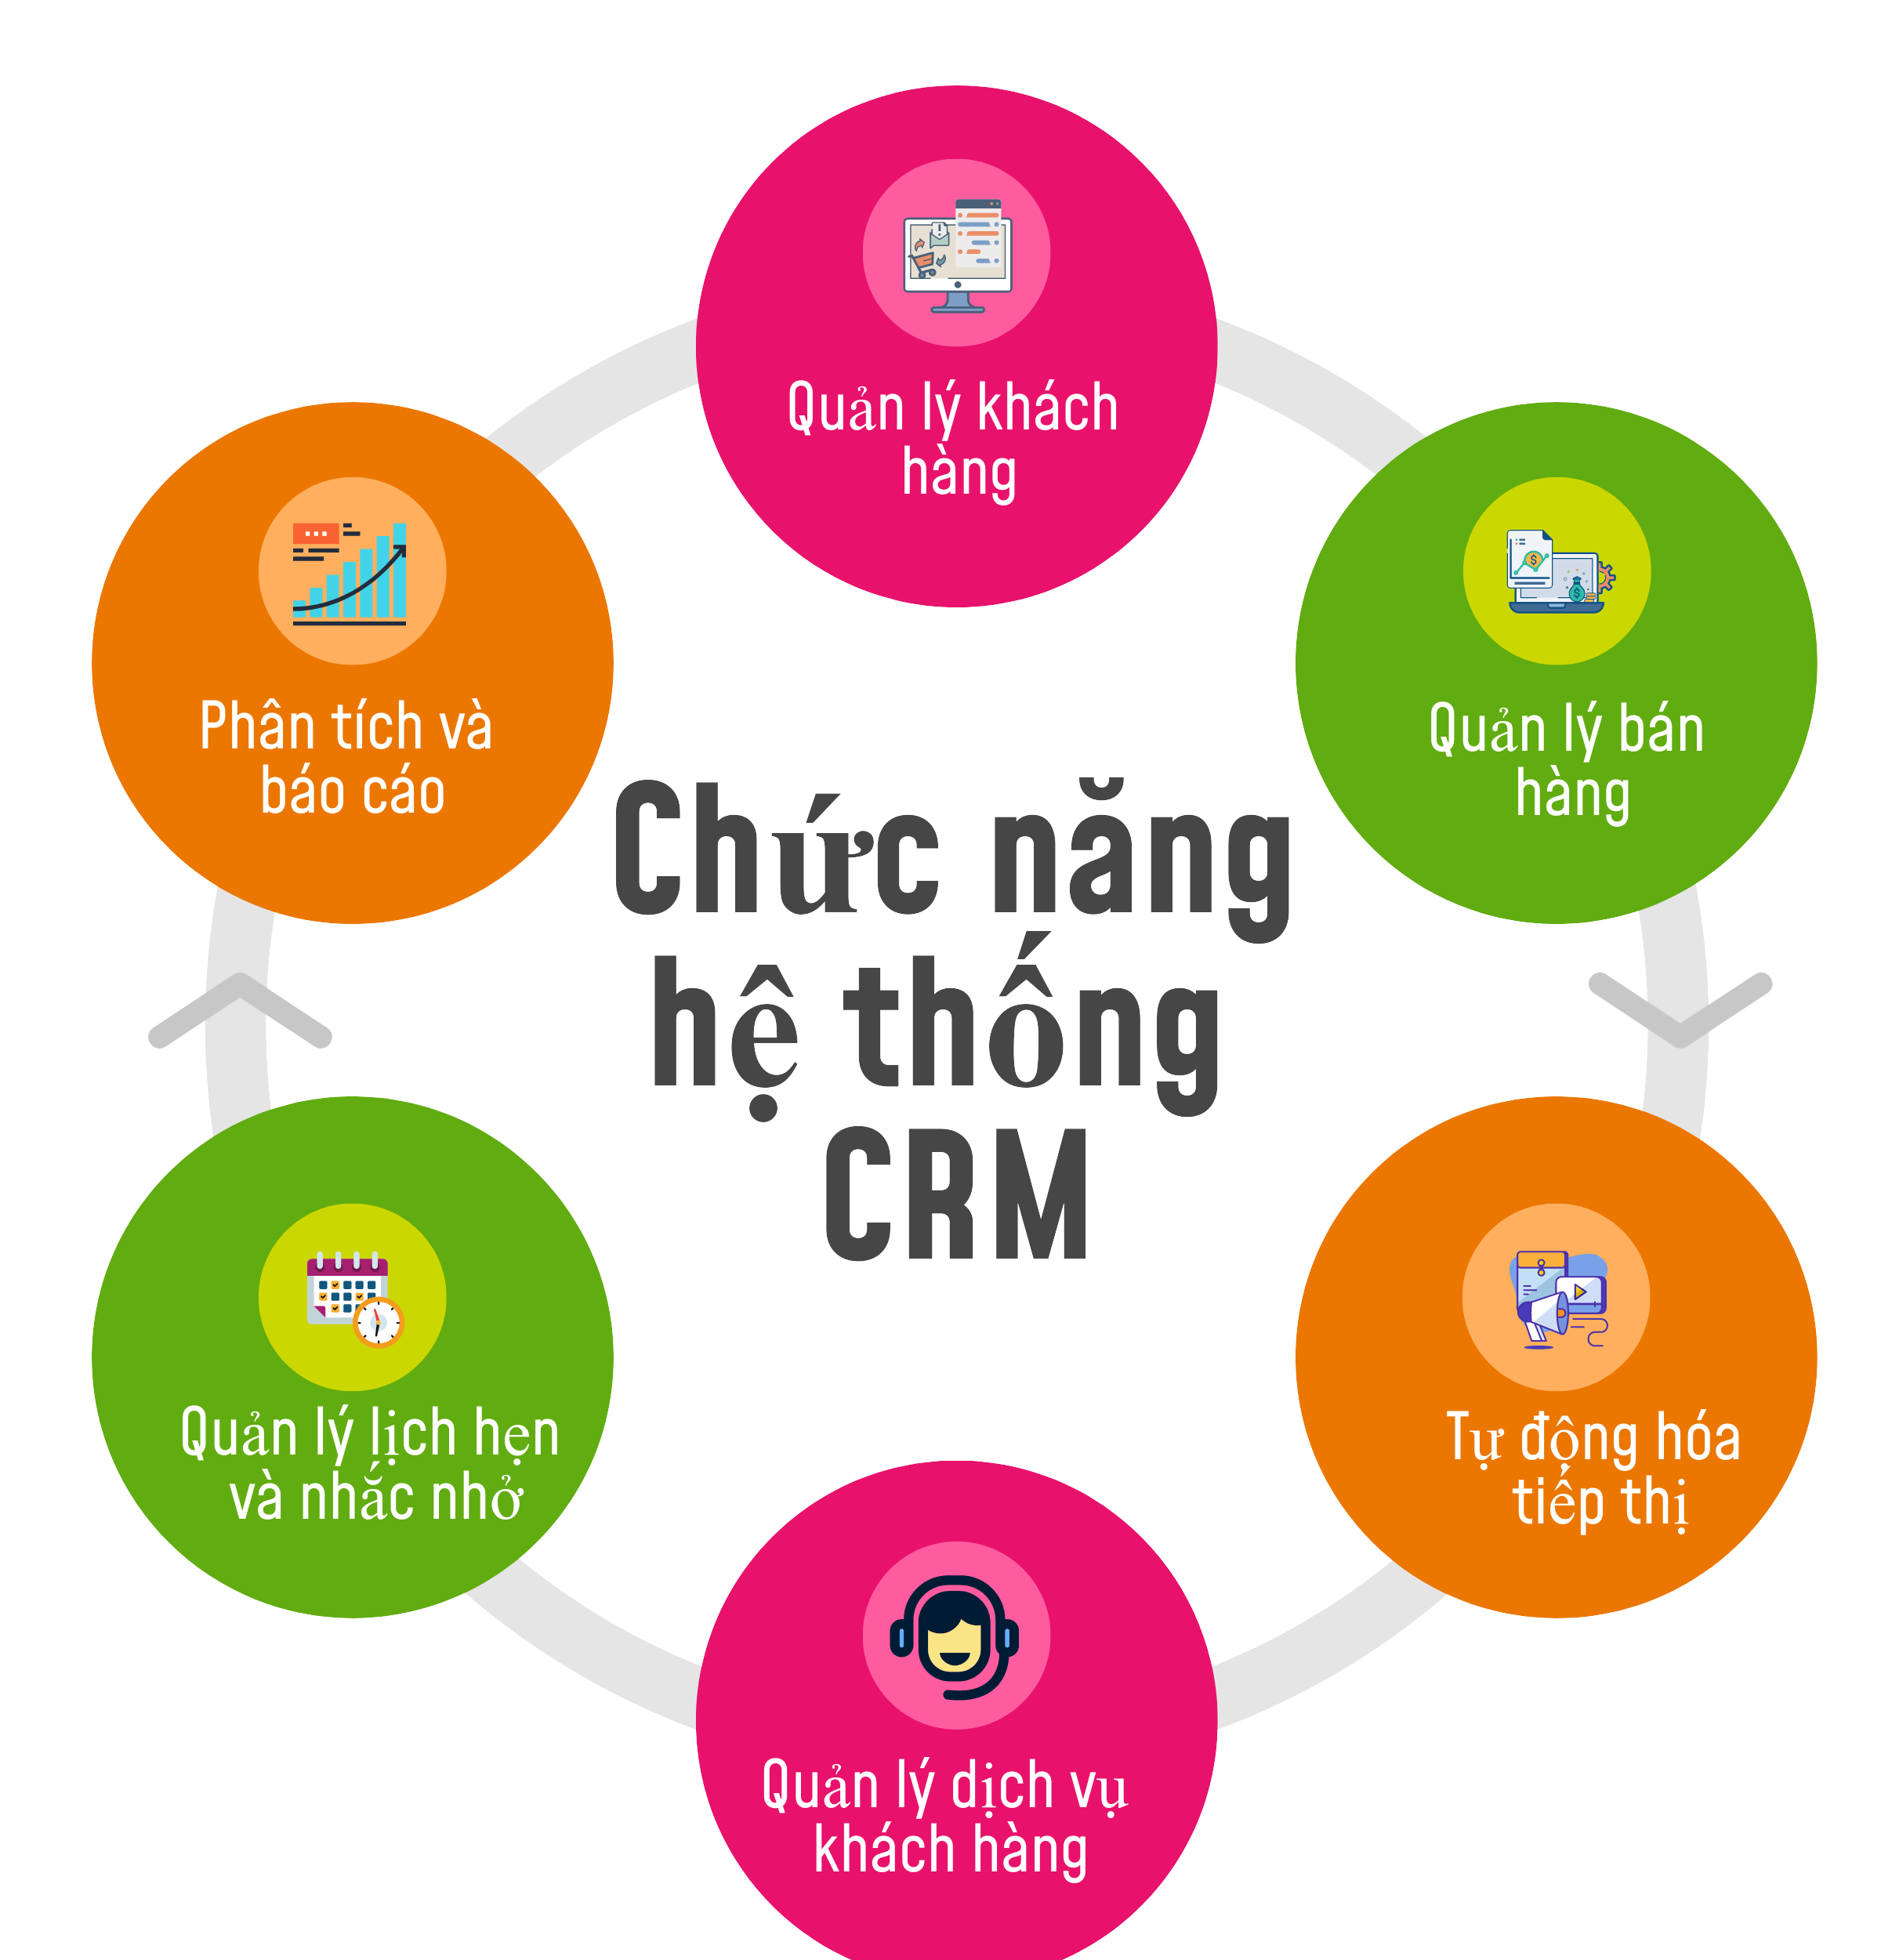 Quản lý khách
hàng
Quản lý bán
hàng
Tự động hóa
tiếp thị
Quản lý dịch vụ
khách hàng
Quản lý lịch hẹn
và nhắc nhở
Phân tích và
báo cáo
Chức năng
hệ thống
CRM